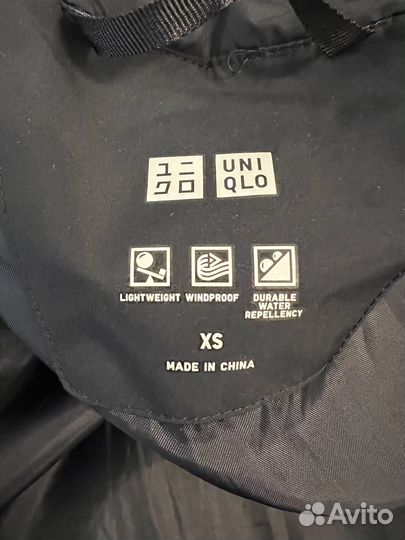 ユニ UNI
クロ QLO
LIGHTWEIGHT WINDPROOF DURABLE
WATER
REPELLENCY
XS
MADE IN CHINA
Avito